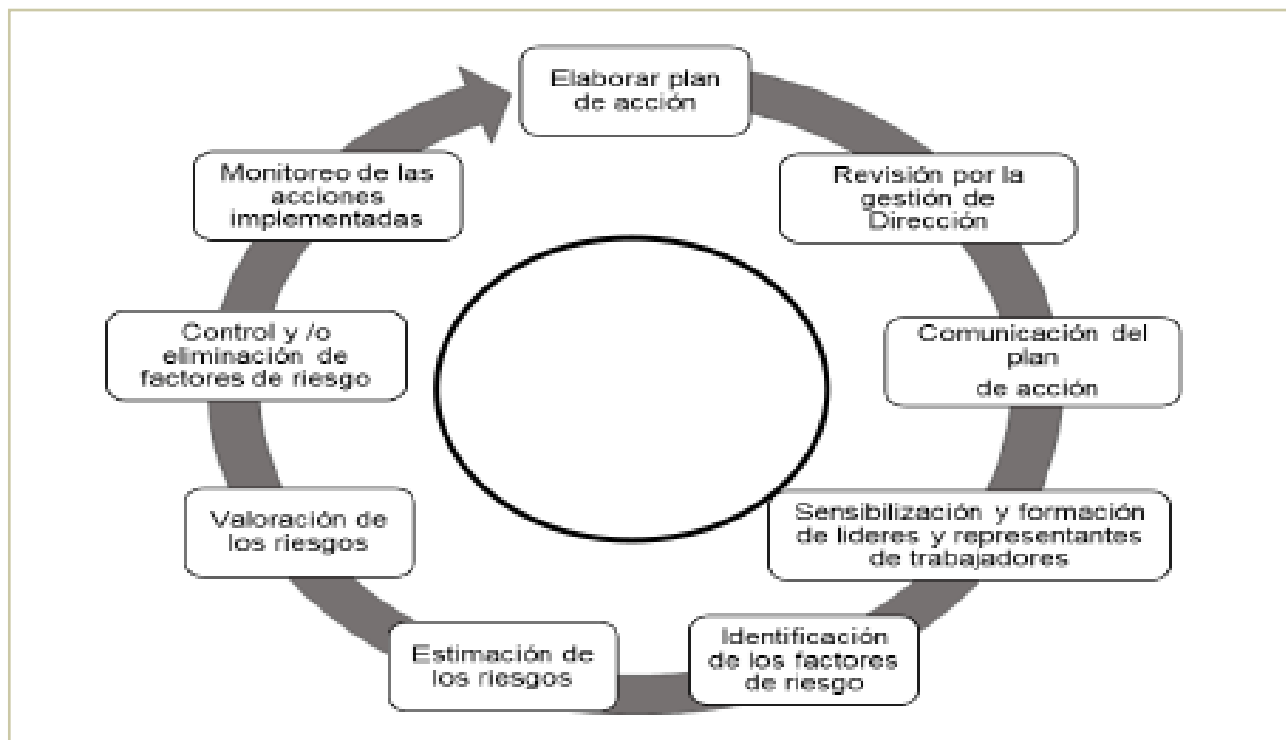 Elaborar plan
de acción
Revisión por la
gestión de
Dirección
Comunicación del
plan
de acción
Sensibilización y formación
de lideres y representantes
de trabajadores
Identificación
de los factores
de riesgo
Estimación de
los riesgos
Valoración de
los riesgos
Control y /o
eliminación de
factores de riesgo
Monitoreo de las
acciones
implementadas